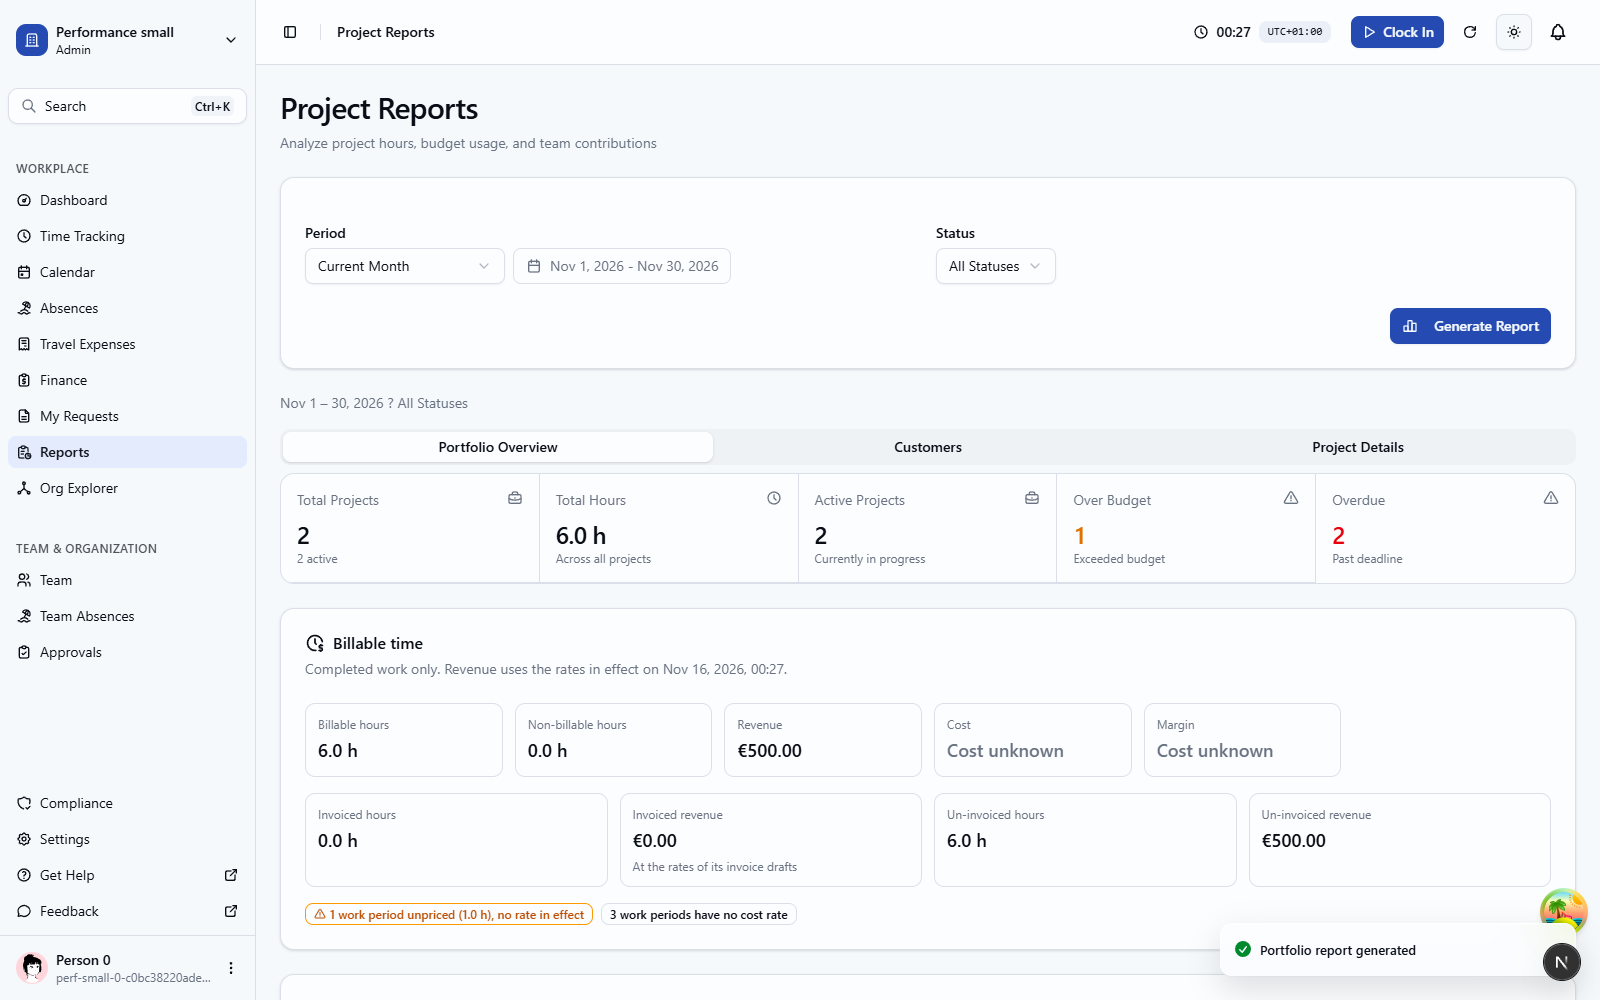 Performance small
Admin
Search Ctrl+K
WORKPLACE
Dashboard
Time Tracking
Calendar
Absences
Travel Expenses
Finance
My Requests
Reports
Org Explorer
TEAM & ORGANIZATION
Team
Team Absences
Approvals
Compliance
Settings
Get Help
Feedback
Person 0
perf-small-0-c0bc38220ade...
Project Reports
00:27 UTC+01:00 Clock In
Project Reports
Analyze project hours, budget usage, and team contributions
Period
Current Month Nov 1, 2026 - Nov 30, 2026
Status
All Statuses
Generate Report
Nov 1 – 30, 2026 ? All Statuses
Portfolio Overview Customers Project Details
Total Projects
2
2 active
Total Hours
6.0 h
Across all projects
Active Projects
2
Currently in progress
Over Budget
1
Exceeded budget
Overdue
2
Past deadline
Billable time
Completed work only. Revenue uses the rates in effect on Nov 16, 2026, 00:27.
Billable hours
6.0 h
Non-billable hours
0.0 h
Revenue
€500.00
Cost
Cost unknown
Margin
Cost unknown
Invoiced hours
0.0 h
Invoiced revenue
€0.00
At the rates of its invoice drafts
Un-invoiced hours
6.0 h
Un-invoiced revenue
€500.00
1 work period unpriced (1.0 h), no rate in effect
3 work periods have no cost rate
Portfolio report generated
N